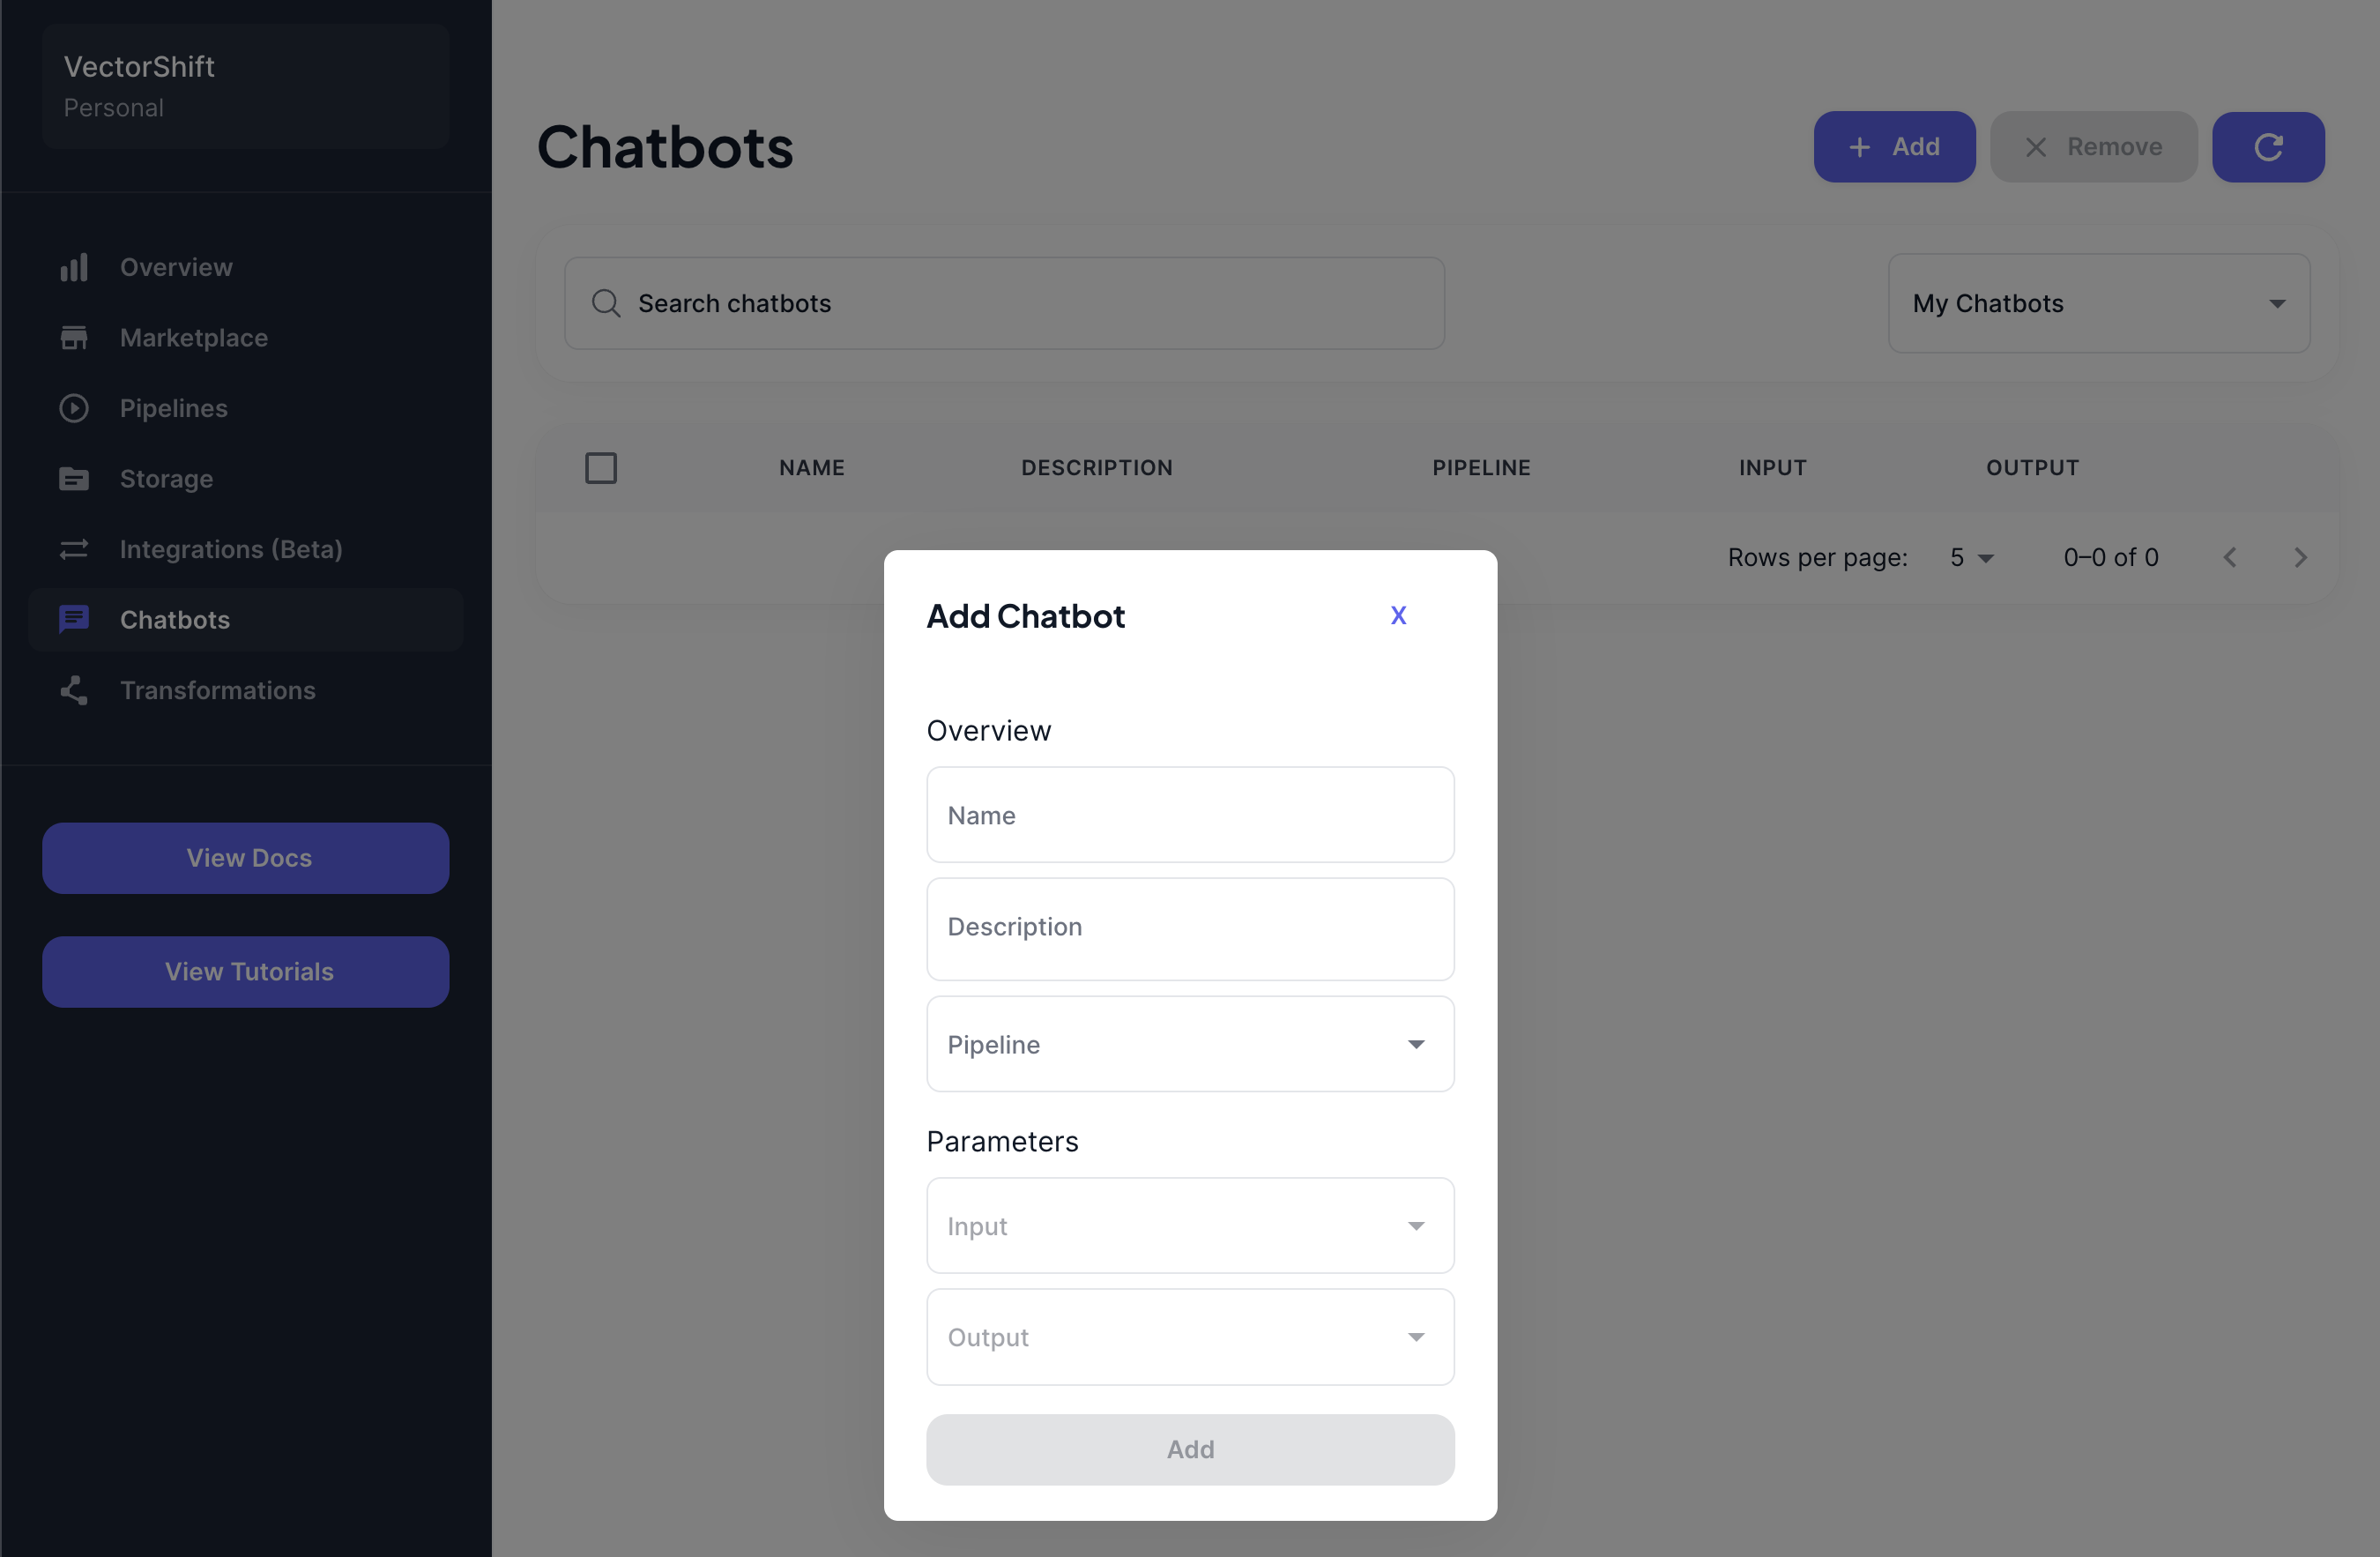 VectorShift
Personal
Overview
Marketplace
Pipelines
Storage
Integrations (Beta)
Chatbots
Transformations
View Docs
View Tutorials
Chatbots
Add
Remove
Search chatbots
My Chatbots
NAME DESCRIPTION PIPELINE INPUT OUTPUT
Rows per page: 5 0–0 of 0
Add Chatbot X
Overview
Name
Description
Pipeline
Parameters
Input
Output
Add